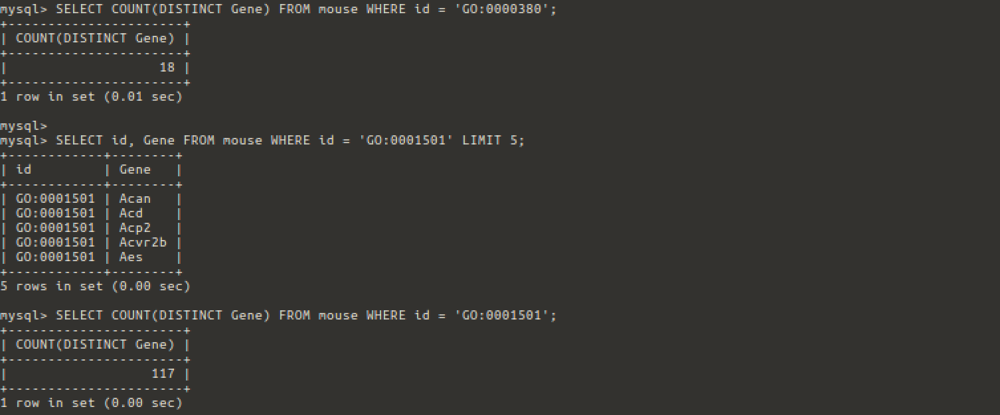 mysql> SELECT COUNT(DISTINCT Gene) FROM mouse WHERE id = 'GO:0000380';
+----------------------+
| COUNT(DISTINCT Gene) |
+----------------------+
|                   18 |
+----------------------+
1 row in set (0.01 sec)

mysql>
mysql> SELECT id, Gene FROM mouse WHERE id = 'GO:0001501' LIMIT 5;
+------------+--------+
| id         | Gene   |
+------------+--------+
| GO:0001501 | Acan   |
| GO:0001501 | Acd    |
| GO:0001501 | Acp2   |
| GO:0001501 | Acvr2b |
| GO:0001501 | Aes    |
+------------+--------+
5 rows in set (0.00 sec)

mysql> SELECT COUNT(DISTINCT Gene) FROM mouse WHERE id = 'GO:0001501';
+----------------------+
| COUNT(DISTINCT Gene) |
+----------------------+
|                  117 |
+----------------------+
1 row in set (0.00 sec)